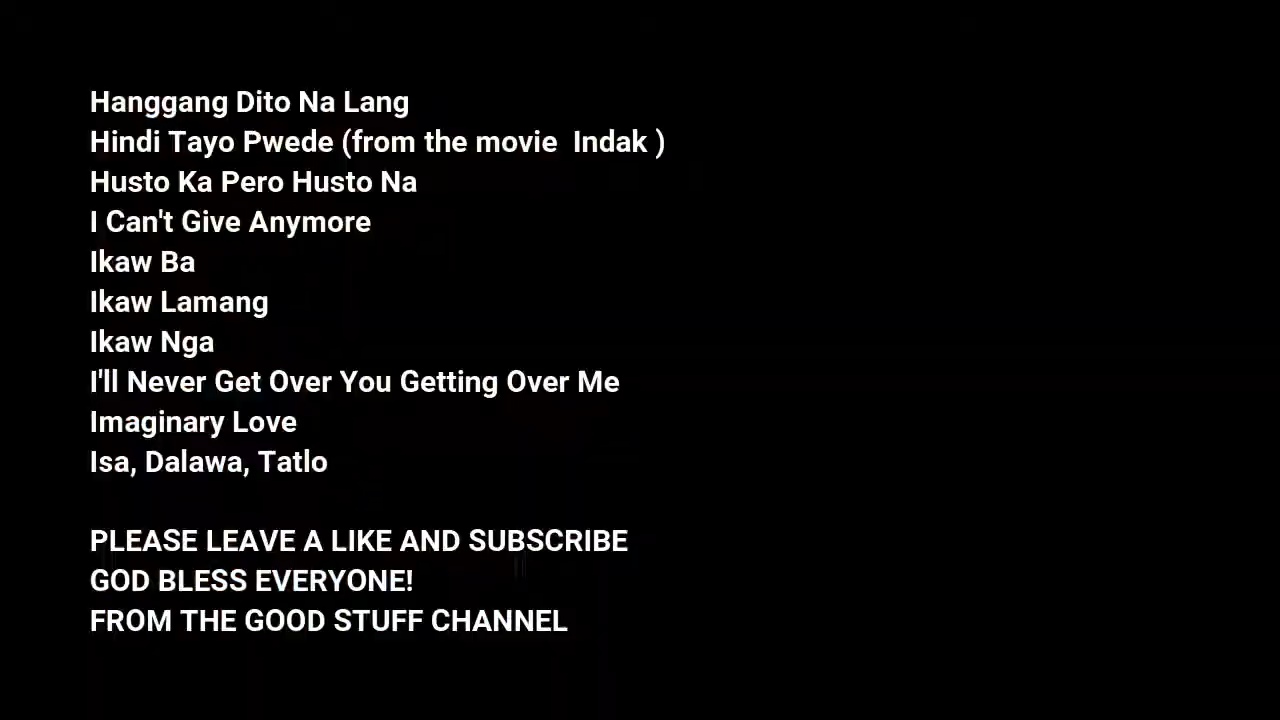 Hanggang Dito Na Lang
Hindi Tayo Pwede (from the movie  Indak )
Husto Ka Pero Husto Na
I Can't Give Anymore
Ikaw Ba
Ikaw Lamang
Ikaw Nga
I'll Never Get Over You Getting Over Me
Imaginary Love
Isa, Dalawa, Tatlo
PLEASE LEAVE A LIKE AND SUBSCRIBE
GOD BLESS EVERYONE!
FROM THE GOOD STUFF CHANNEL